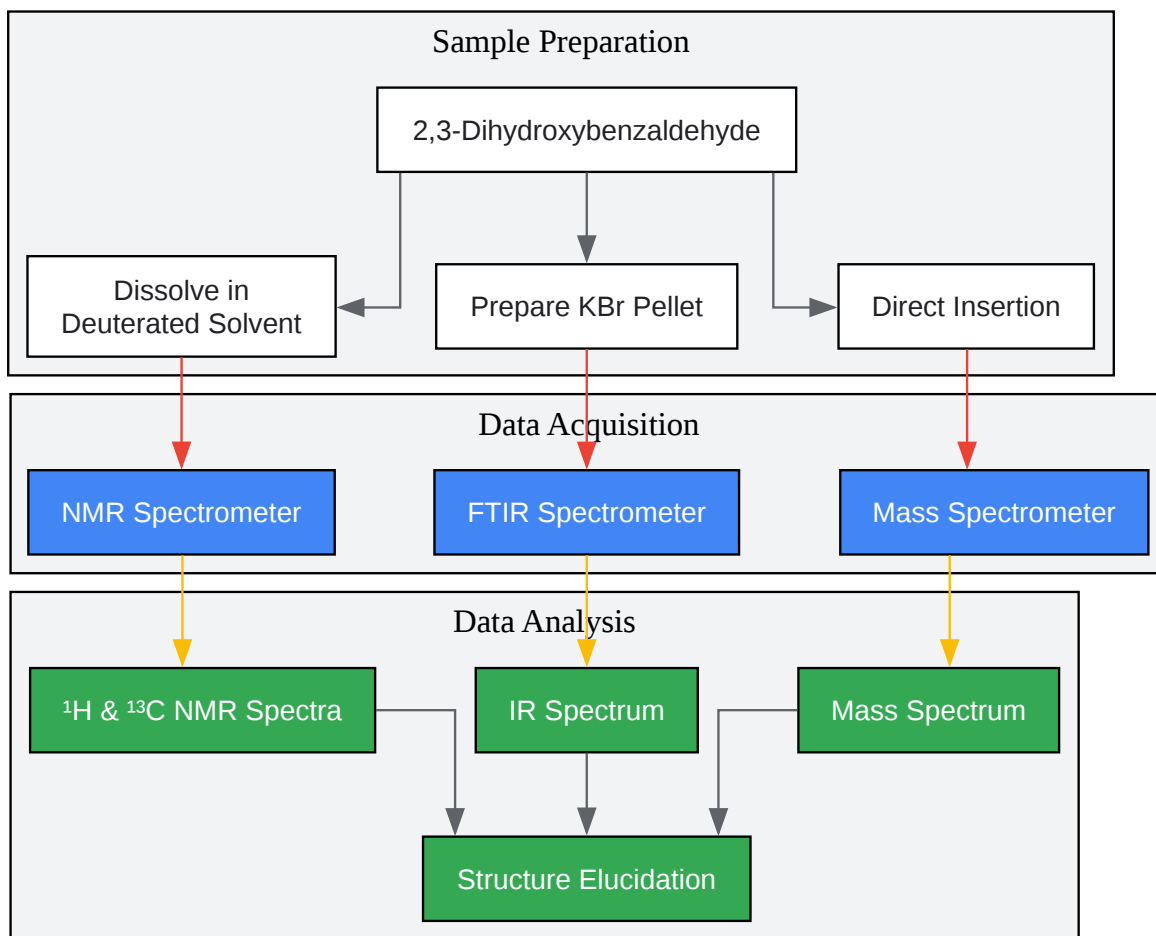 Sample Preparation
2,3-Dihydroxybenzaldehyde
Dissolve in
Deuterated Solvent
Prepare KBr Pellet
Direct Insertion
Data Acquisition
NMR Spectrometer
FTIR Spectrometer
Mass Spectrometer
Data Analysis
¹H & ¹³C NMR Spectra
IR Spectrum
Mass Spectrum
Structure Elucidation